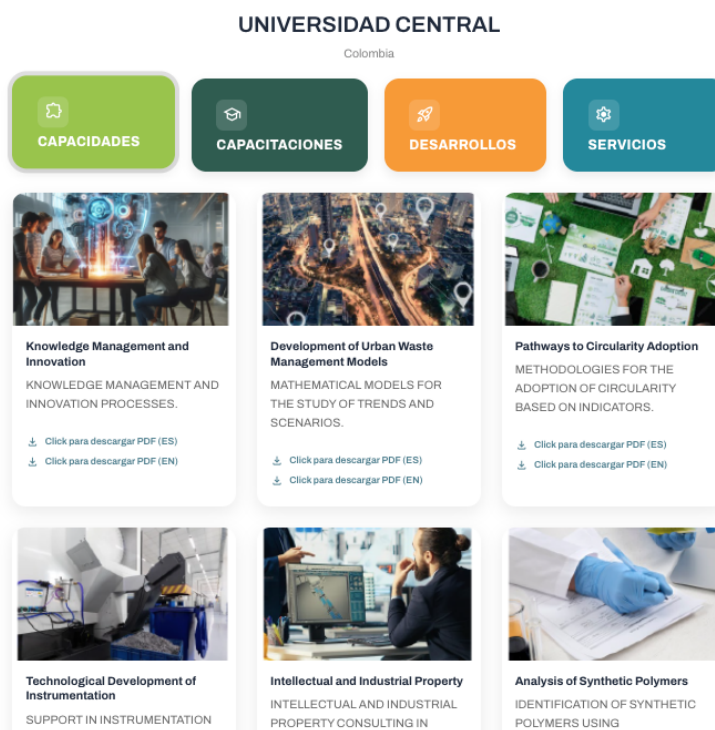 UNIVERSIDAD CENTRAL
Colombia
CAPACIDADES
CAPACITACIONES
DESARROLLOS
SERVICIOS
Knowledge Management and
Innovation
KNOWLEDGE MANAGEMENT AND
INNOVATION PROCESSES.
Click para descargar PDF (ES)
Click para descargar PDF (EN)
Development of Urban Waste
Management Models
MATHEMATICAL MODELS FOR
THE STUDY OF TRENDS AND
SCENARIOS.
Click para descargar PDF (ES)
Click para descargar PDF (EN)
Pathways to Circularity Adoption
METHODOLOGIES FOR THE
ADOPTION OF CIRCULARITY
BASED ON INDICATORS.
Click para descargar PDF (ES)
Click para descargar PDF (EN)
Technological Development of
Instrumentation
SUPPORT IN INSTRUMENTATION
Intellectual and Industrial Property
INTELLECTUAL AND INDUSTRIAL
PROPERTY CONSULTING IN
Analysis of Synthetic Polymers
IDENTIFICATION OF SYNTHETIC
POLYMERS USING